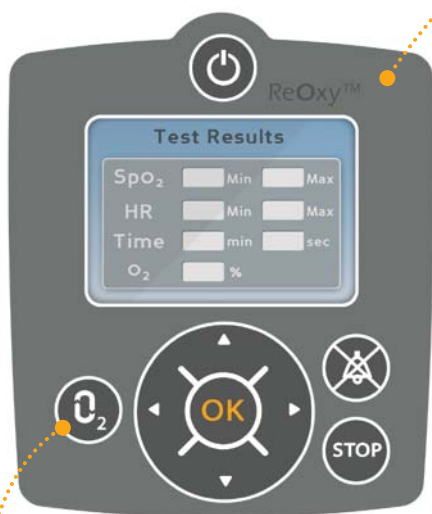 ReOxy™
Test Results
SpO₂ Min Max
HR Min Max
Time min sec
O₂ %
O₂
OK
STOP